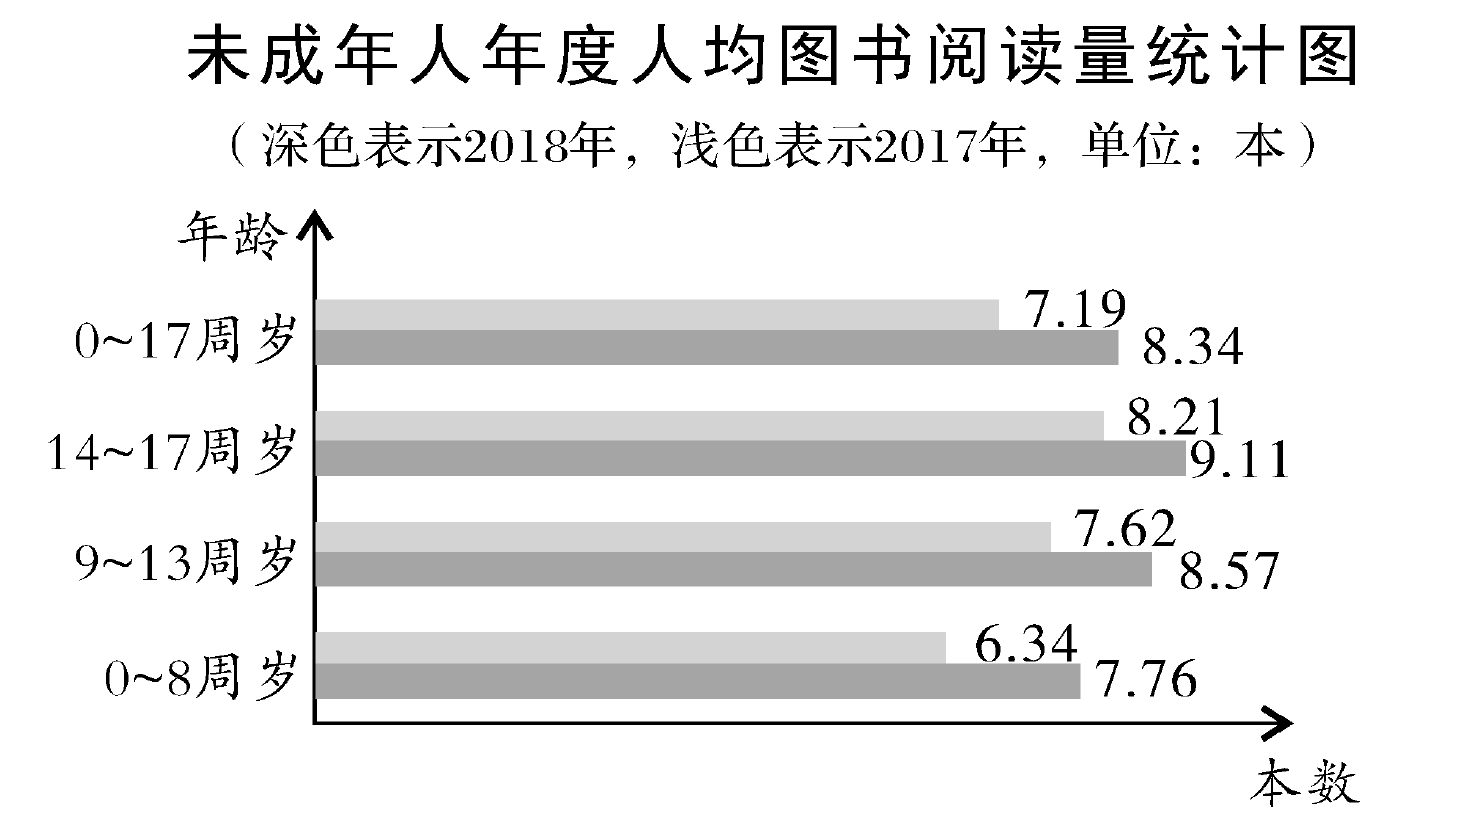 未成年人年度人均图书阅读量统计图
（深色表示2018年，浅色表示2017年，单位：本）
年龄
0~17周岁
7.19
8.34
14~17周岁
8.21
9.11
9~13周岁
7.62
8.57
0~8周岁
6.34
7.76
本数